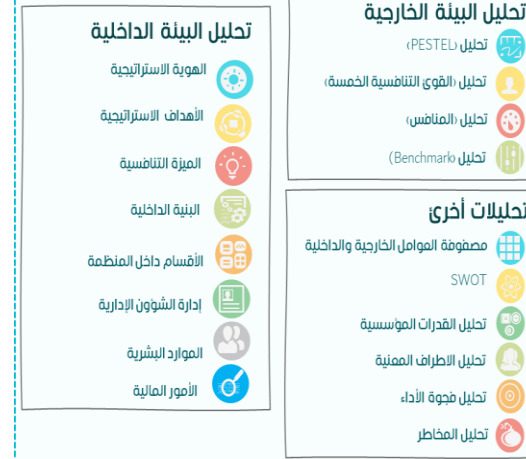 تحليل البيئة الخارجية
تحليل (PESTEL)
تحليل (القوى التنافسية الخمسة)
تحليل (المنافس)
تحليل (Benchmark)
تحليلات أخرى
مصفوفة العوامل الخارجية والداخلية
SWOT
تحليل القدرات المؤسسية
تحليل الاطراف المعنية
تحليل فجوة الأداء
تحليل المخاطر
تحليل البيئة الداخلية
الهوية الاستراتيجية
الأهداف الاستراتيجية
الميزة التنافسية
البنية الداخلية
الأقسام داخل المنظمة
إدارة الشؤون الإدارية
الموارد البشرية
الأمور المالية